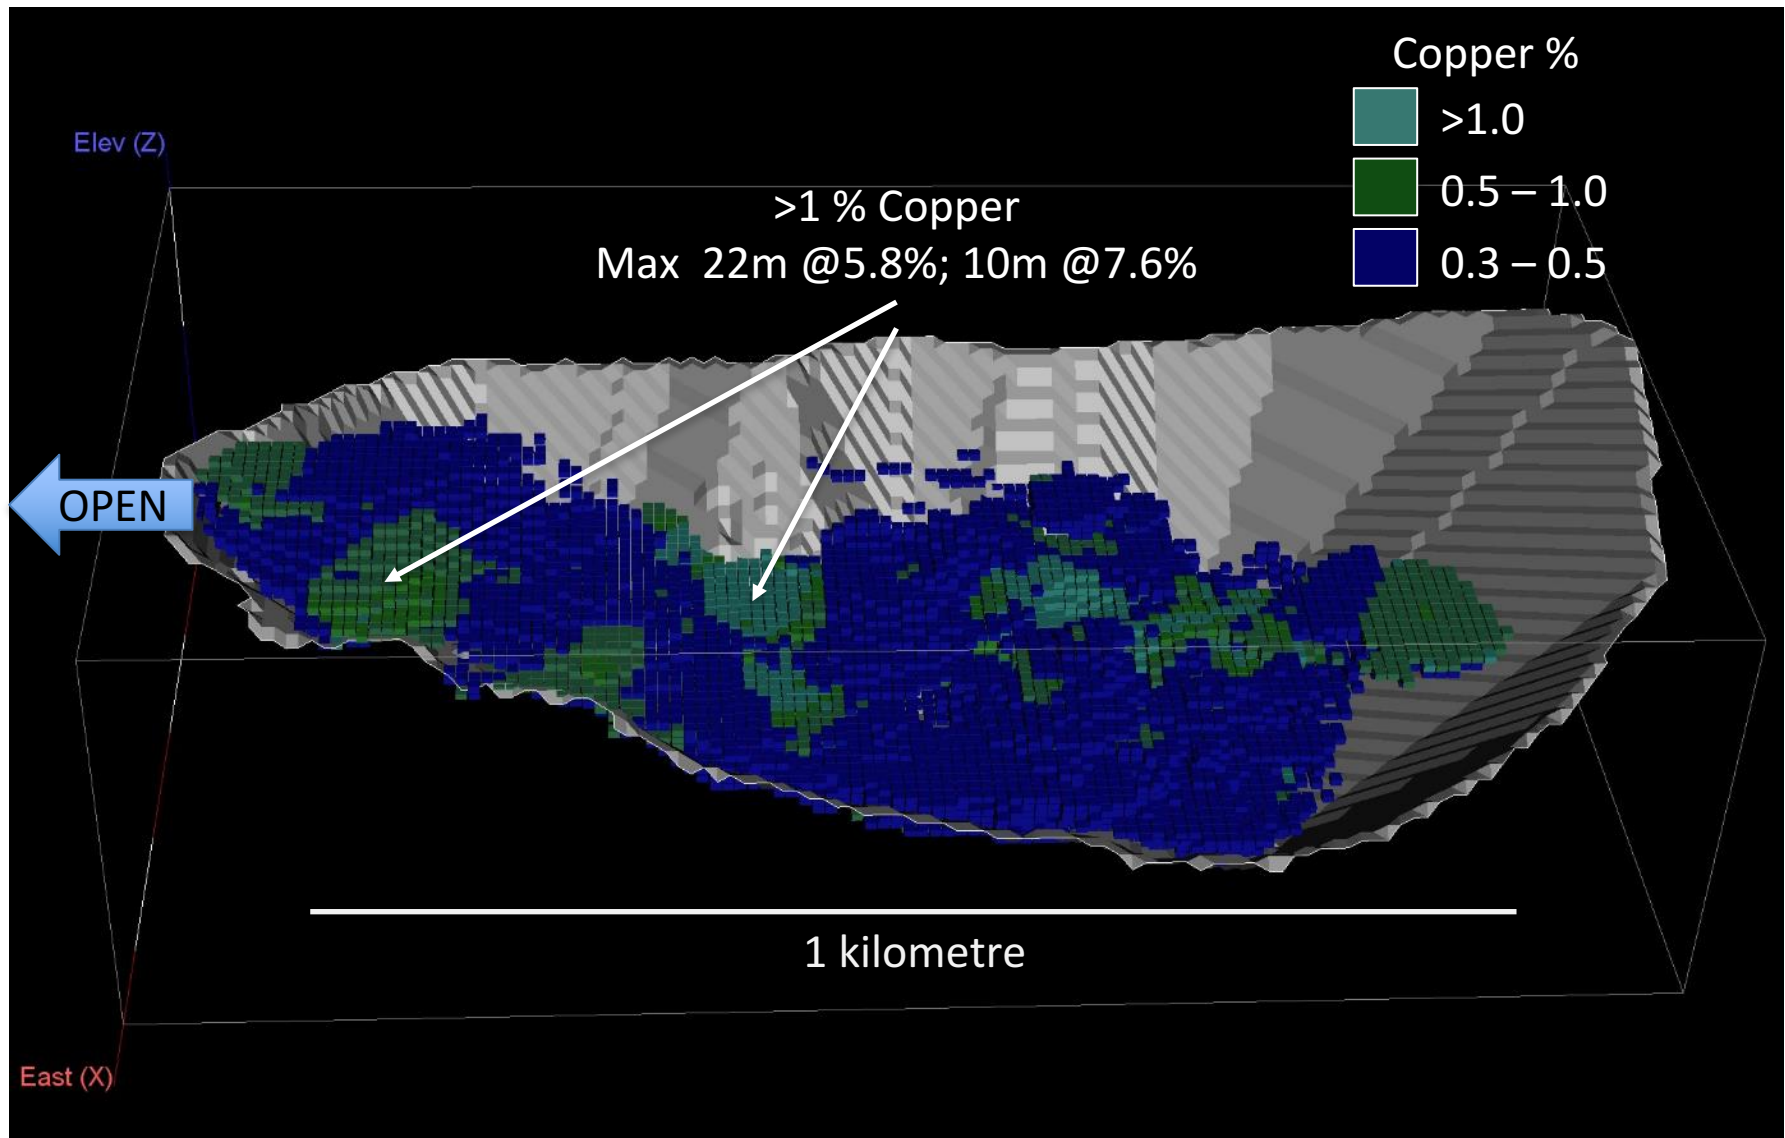 Copper %
>1.0
0.5 – 1.0
0.3 – 0.5
Elev (Z)
>1 % Copper
Max 22m @5.8%; 10m @7.6%
OPEN
1 kilometre
East (X)